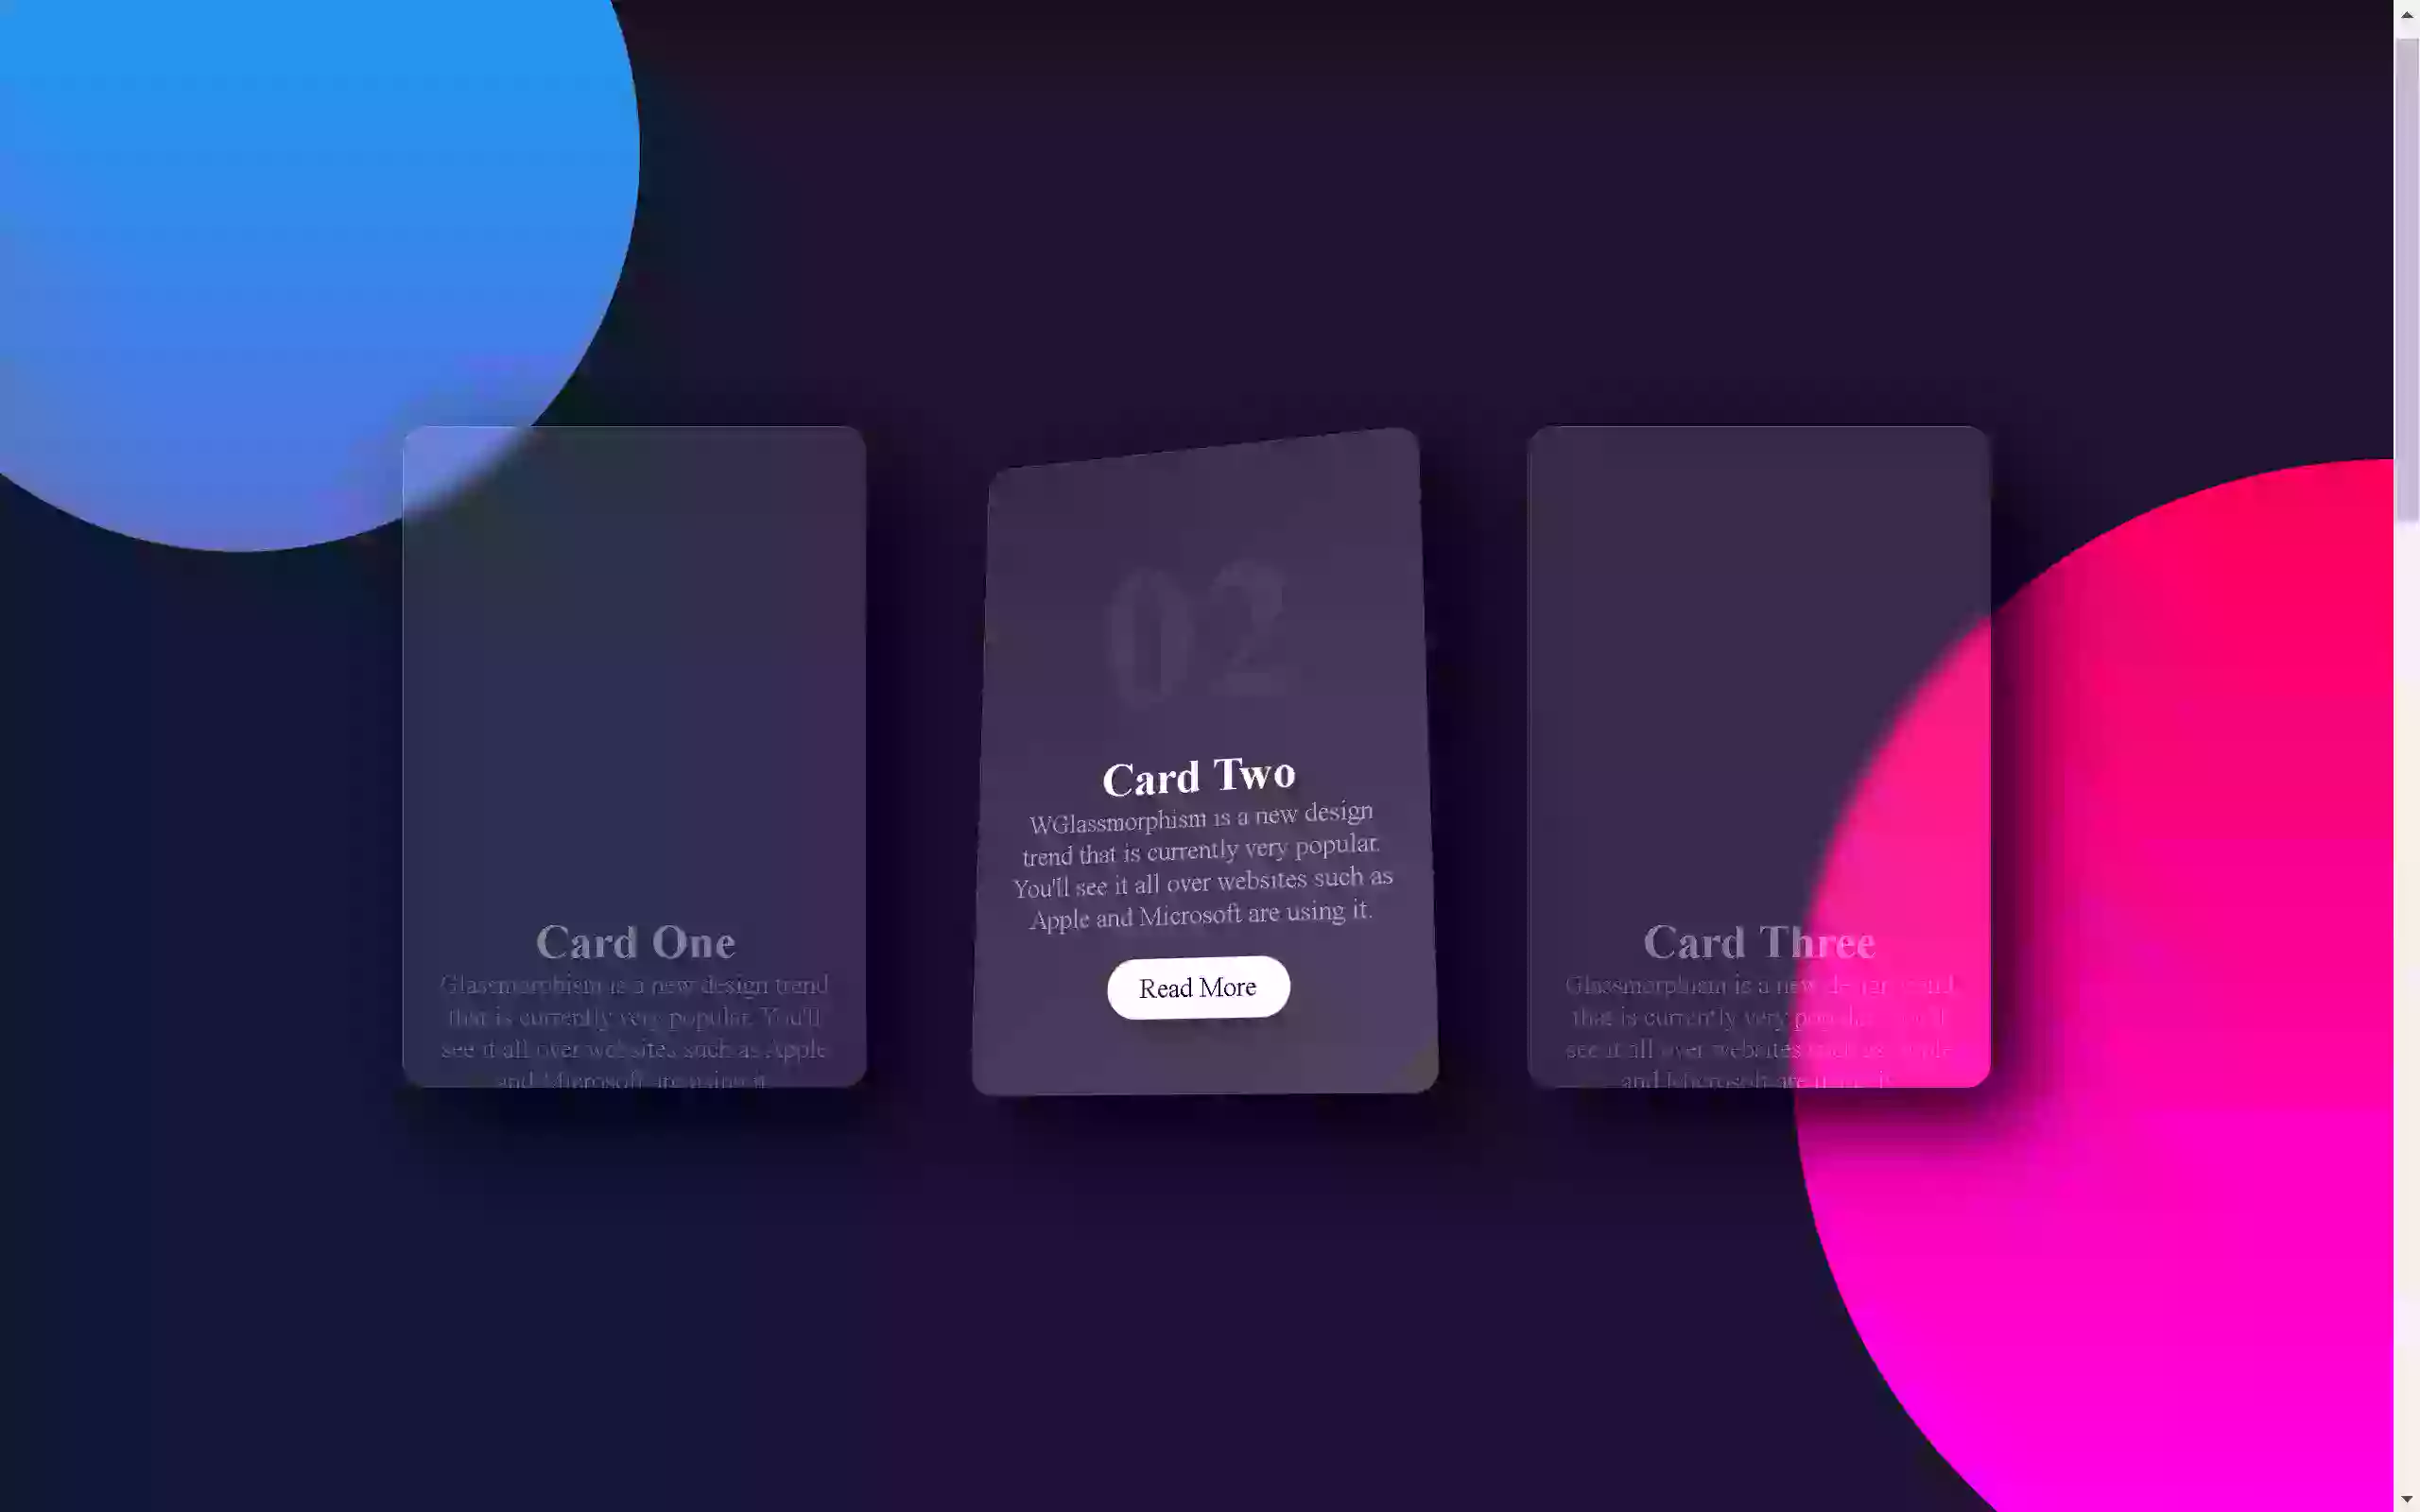 02
Card Two
WGlassmorphism is a new design
trend that is currently very popular.
You'll see it all over websites such as
Apple and Microsoft are using it.
Read More
Card One
Glassmorphism is a new design trend
that is currently very popular. You'll
see it all over websites such as Apple
and Microsoft are using it.
Card Three
Glassmorphism is a new design trend
that is currently very popular. You'll
see it all over websites such as Apple
and Microsoft are using it.